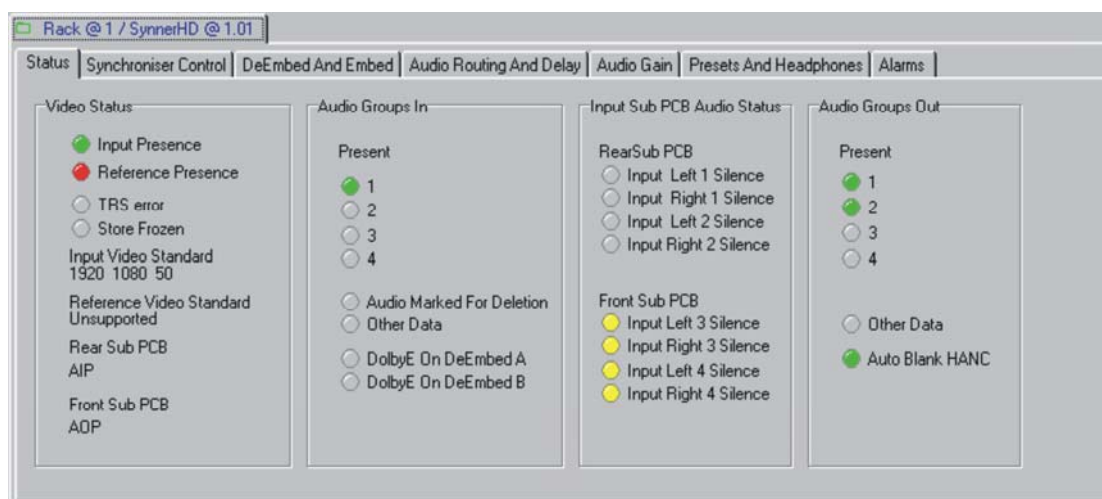 Rack @ 1 / SynnerHD @ 1.01
Status Synchroniser Control DeEmbed And Embed Audio Routing And Delay Audio Gain Presets And Headphones Alarms
Video Status
Input Presence
Reference Presence
TRS error
Store Frozen
Input Video Standard
1920 1080 50
Reference Video Standard
Unsupported
Rear Sub PCB
AIP
Front Sub PCB
AOP
Audio Groups In
Present
1
2
3
4
Audio Marked For Deletion
Other Data
DolbyE On DeEmbed A
DolbyE On DeEmbed B
Input Sub PCB Audio Status
RearSub PCB
Input Left 1 Silence
Input Right 1 Silence
Input Left 2 Silence
Input Right 2 Silence
Front Sub PCB
Input Left 3 Silence
Input Right 3 Silence
Input Left 4 Silence
Input Right 4 Silence
Audio Groups Out
Present
1
2
3
4
Other Data
Auto Blank HANC